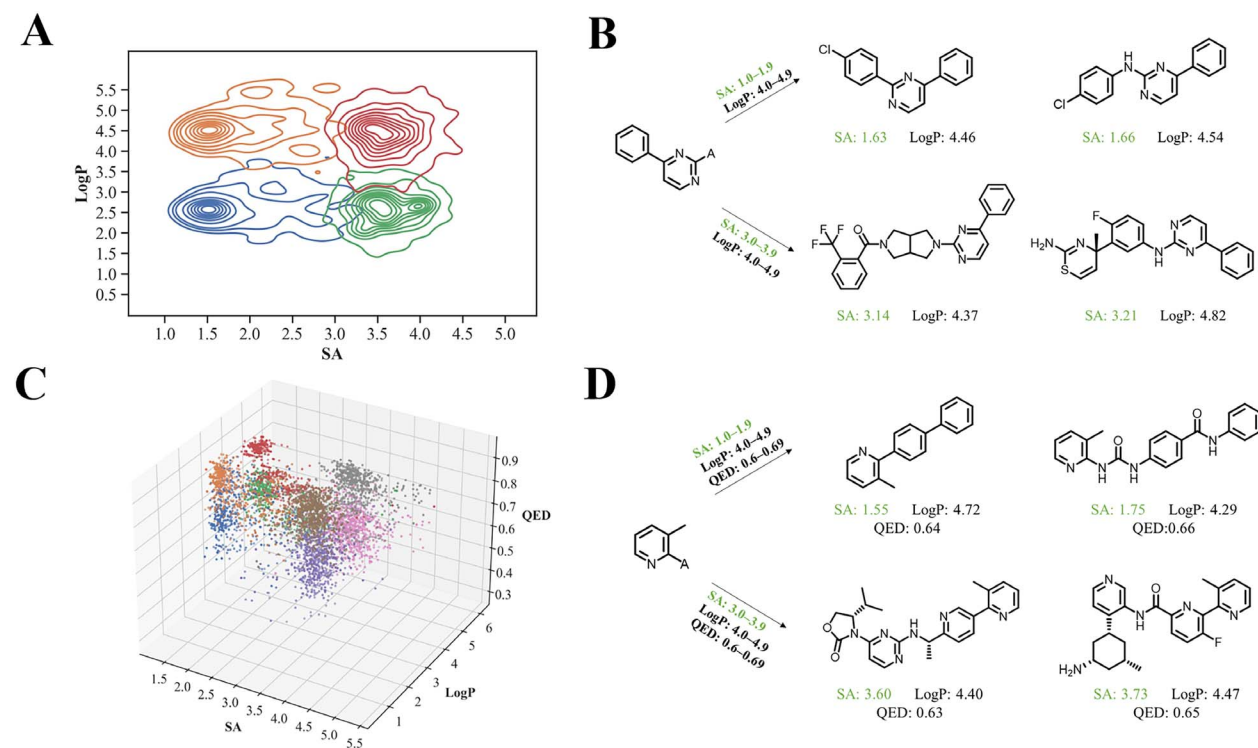 A
5.5
5.0
4.5
4.0
3.5
3.0
2.5
2.0
1.5
1.0
0.5
LogP
1.0 1.5 2.0 2.5 3.0 3.5 4.0 4.5 5.0
SA
B
A
SA: 1.0–1.9
LogP: 4.0–4.9
SA: 3.0–3.9
LogP: 4.0–4.9
Cl
N
N
SA: 1.63 LogP: 4.46
Cl
H
N
N
N
SA: 1.66 LogP: 4.54
N
N
F
F
F
O
N
N
N
N
SA: 3.14 LogP: 4.37
F
H₂N
N
S
N
H
N
N
SA: 3.21 LogP: 4.82
C
0.9
0.8
0.7
0.6
0.5
0.4
0.3
QED
6
5
4
3
2
1
LogP
1.5 2.0 2.5 3.0 3.5 4.0 4.5 5.0 5.5
SA
D
N
A
SA: 1.0–1.9
LogP: 4.0–4.9
QED: 0.6–0.69
SA: 3.0–3.9
LogP: 4.0–4.9
QED: 0.6–0.69
N
SA: 1.55 LogP: 4.72
QED: 0.64
N
N
H
O
N
H
O
N
H
SA: 1.75 LogP: 4.29
QED:0.66
O
O
N
N
N
H
N
N
N
SA: 3.60 LogP: 4.40
QED: 0.63
N
N
H
O
N
N
F
H₂N
SA: 3.73 LogP: 4.47
QED: 0.65